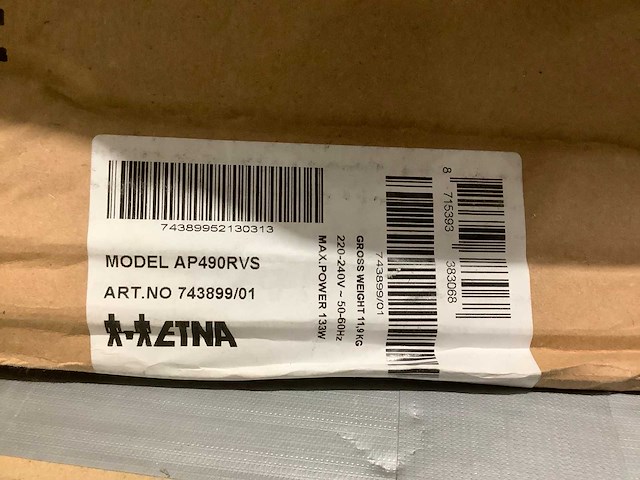 74389952130313
MODEL AP490RVS
ART.NO 743899/01
ETNA
GROSS WEIGHT 11,9KG
220-240V ~ 50-60Hz
MAX.POWER 133W
743899/01
8 715393 383068